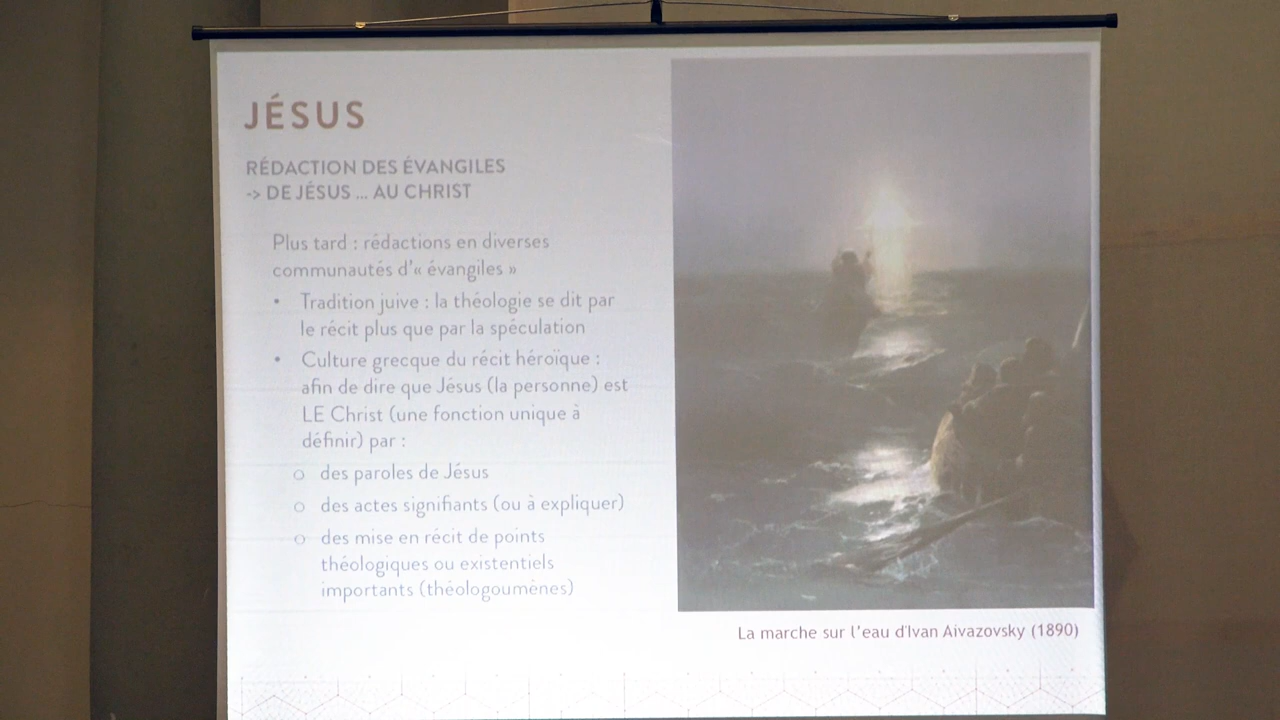 JÉSUS
RÉDACTION DES ÉVANGILES
-> DE JÉSUS ... AU CHRIST
Plus tard : rédactions en diverses
communautés d'« évangiles »
• Tradition juive : la théologie se dit par
le récit plus que par la spéculation
• Culture grecque du récit héroïque :
afin de dire que Jésus (la personne) est
LE Christ (une fonction unique à
définir) par :
o des paroles de Jésus
o des actes signifiants (ou à expliquer)
o des mise en récit de points
théologiques ou existentiels
importants (théologoumènes)
La marche sur l'eau d'Ivan Aivazovsky (1890)